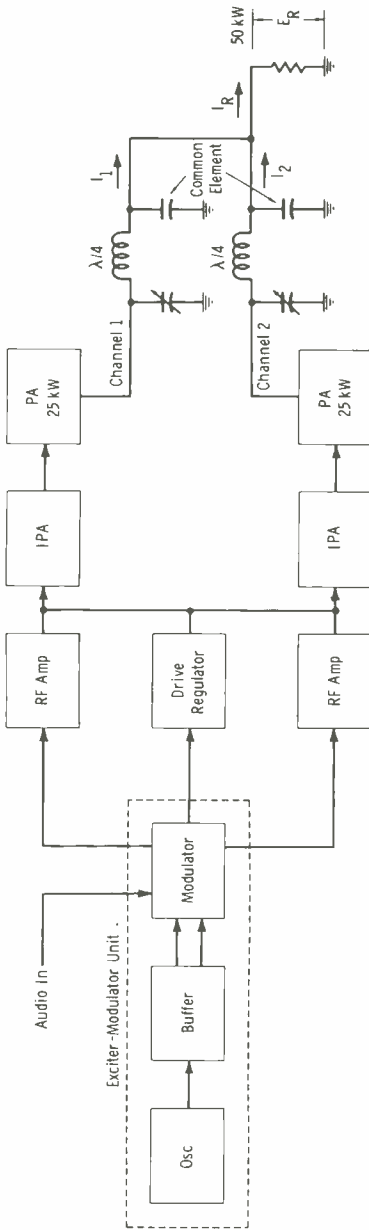 Audio In
Exciter-Modulator Unit.
Osc
Buffer
Modulator
RF Amp
Drive
Regulator
RF Amp
IPA
IPA
PA
25 kW
PA
25 kW
Channel 1
Channel 2
λ/4
λ/4
Common
Element
I1
I2
IR
50 kW
ER